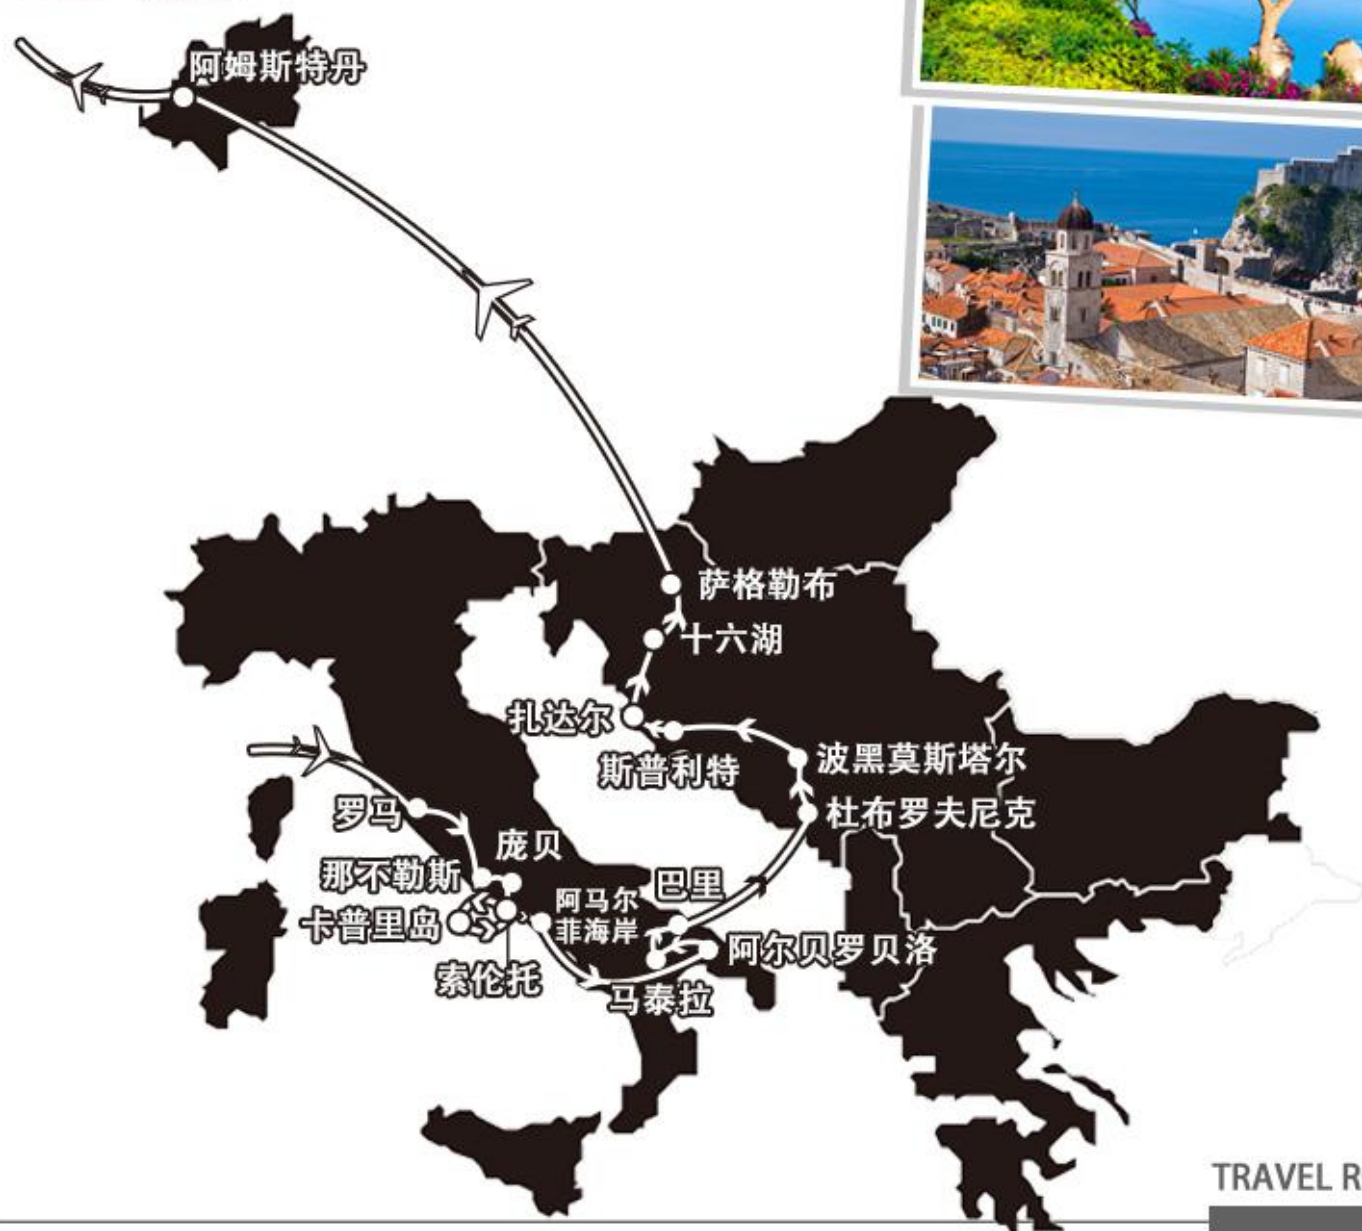 阿姆斯特丹
萨格勒布
十六湖
扎达尔
斯普利特
波黑莫斯塔尔
杜布罗夫尼克
罗马
庞贝
那不勒斯
巴里
阿马尔
菲海岸
卡普里岛
阿尔贝罗贝洛
索伦托
马泰拉
TRAVEL R